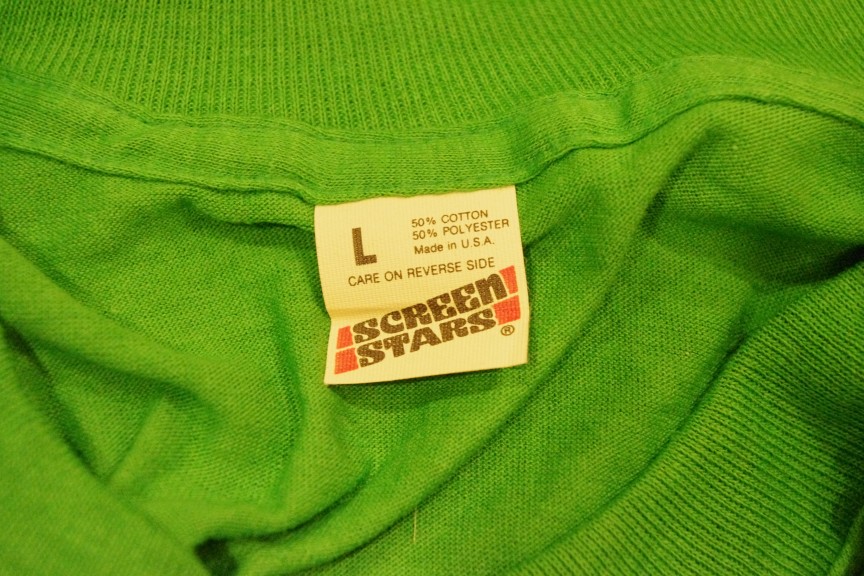 L
50% COTTON
50% POLYESTER
Made in U.S.A.
CARE ON REVERSE SIDE
SCREEN
STARS®